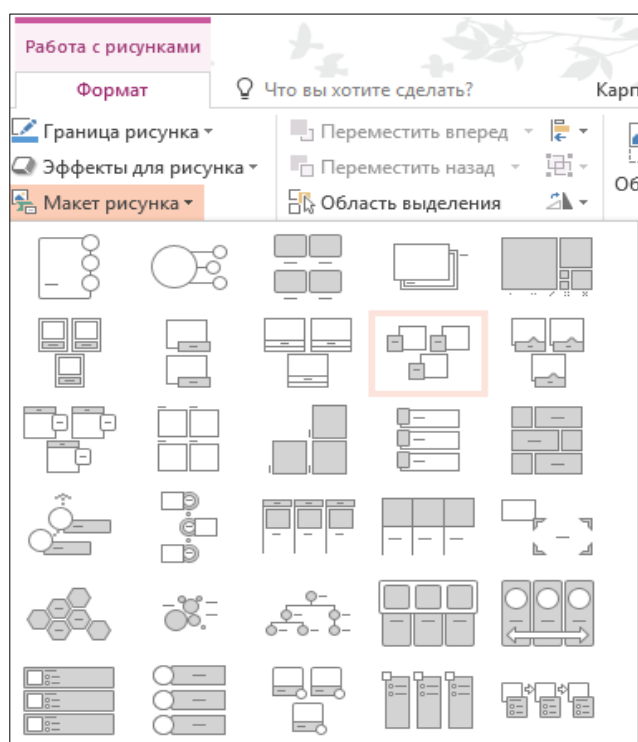 Работа с рисунками
Формат
Что вы хотите сделать?
Карп
Граница рисунка
Переместить вперед
Эффекты для рисунка
Переместить назад
Об
Макет рисунка
Область выделения